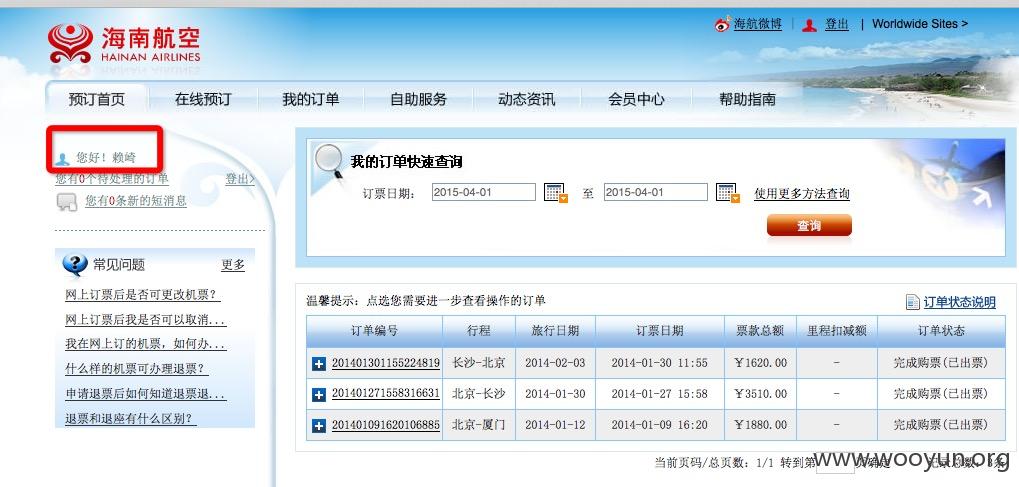 海南航空
HAINAN AIRLINES
海航微博 | 登出 | Worldwide Sites >
预订首页 在线预订 我的订单 自助服务 动态资讯 会员中心 帮助指南
您好！赖崎
您有0个待处理的订单 登出>
您有0条新的短消息
常见问题 更多
网上订票后是否可更改机票？
网上订票后我是否可以取消...
我在网上订的机票，如何办...
什么样的机票可办理退票？
申请退票后如何知道退票退...
退票和退座有什么区别？
我的订单快速查询
订票日期： 2015-04-01 至 2015-04-01 使用更多方法查询
查询
温馨提示：点选您需要进一步查看操作的订单 订单状态说明
订单编号 行程 旅行日期 订票日期 票款总额 里程扣减额 订单状态
201401301155224819 长沙-北京 2014-02-03 2014-01-30 11:55 ￥1620.00 - 完成购票(已出票)
201401271558316631 北京-长沙 2014-01-30 2014-01-27 15:58 ￥3510.00 - 完成购票(已出票)
201401091620106885 北京-厦门 2014-01-12 2014-01-09 16:20 ￥1880.00 - 完成购票(已出票)
当前页码/总页数：1/1 转到第 页确定 记录总数：3条
www.wooyun.org